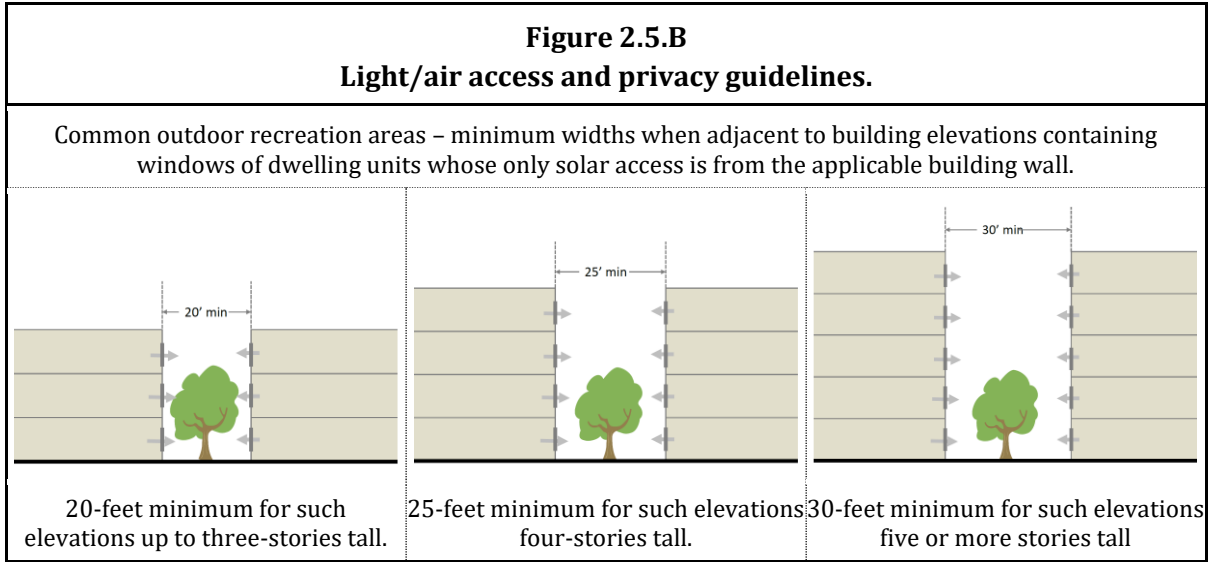 Figure 2.5.B
Light/air access and privacy guidelines.
Common outdoor recreation areas – minimum widths when adjacent to building elevations containing
windows of dwelling units whose only solar access is from the applicable building wall.
20' min
25' min
30' min
20-feet minimum for such
elevations up to three-stories tall.
25-feet minimum for such elevations
four-stories tall.
30-feet minimum for such elevations
five or more stories tall